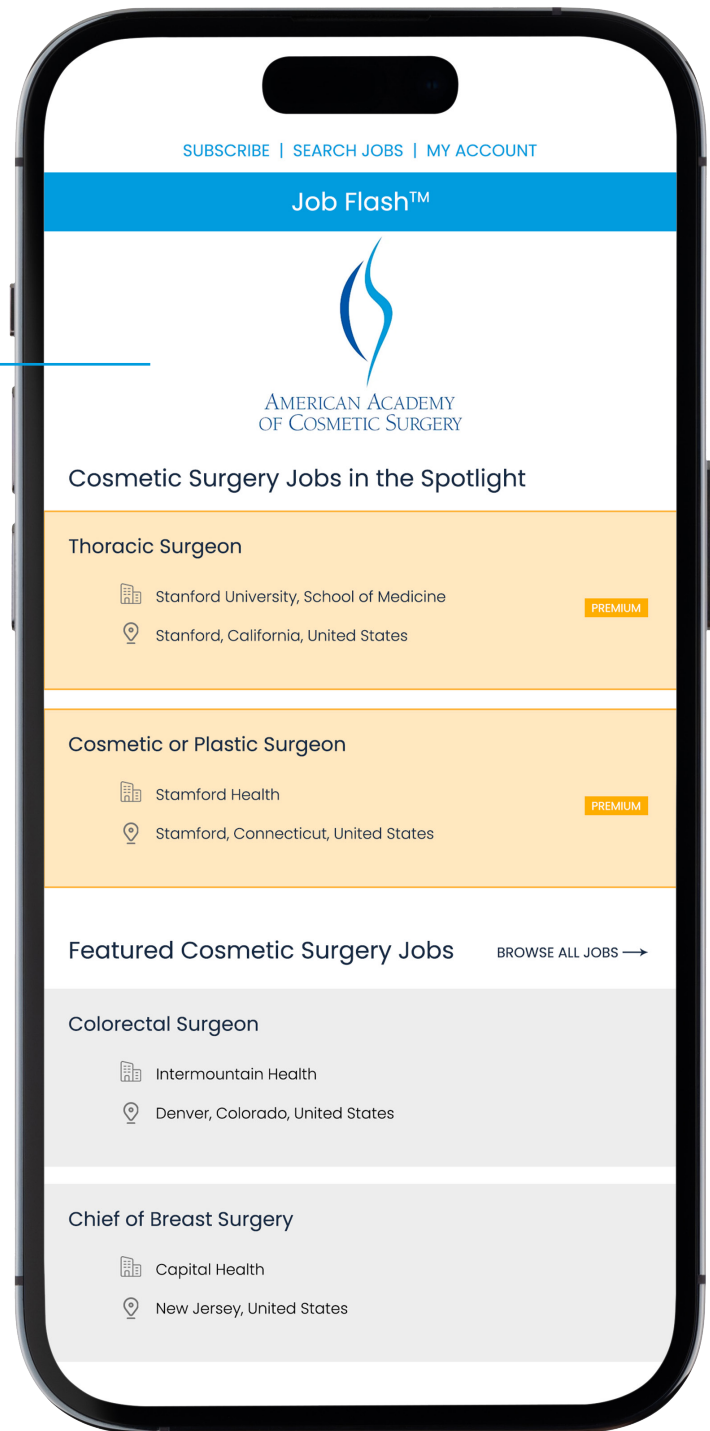 SUBSCRIBE | SEARCH JOBS | MY ACCOUNT
Job Flash™
AMERICAN ACADEMY
OF COSMETIC SURGERY
Cosmetic Surgery Jobs in the Spotlight
Thoracic Surgeon
Stanford University, School of Medicine
PREMIUM
Stanford, California, United States
Cosmetic or Plastic Surgeon
Stamford Health
PREMIUM
Stamford, Connecticut, United States
Featured Cosmetic Surgery Jobs
BROWSE ALL JOBS →
Colorectal Surgeon
Intermountain Health
Denver, Colorado, United States
Chief of Breast Surgery
Capital Health
New Jersey, United States